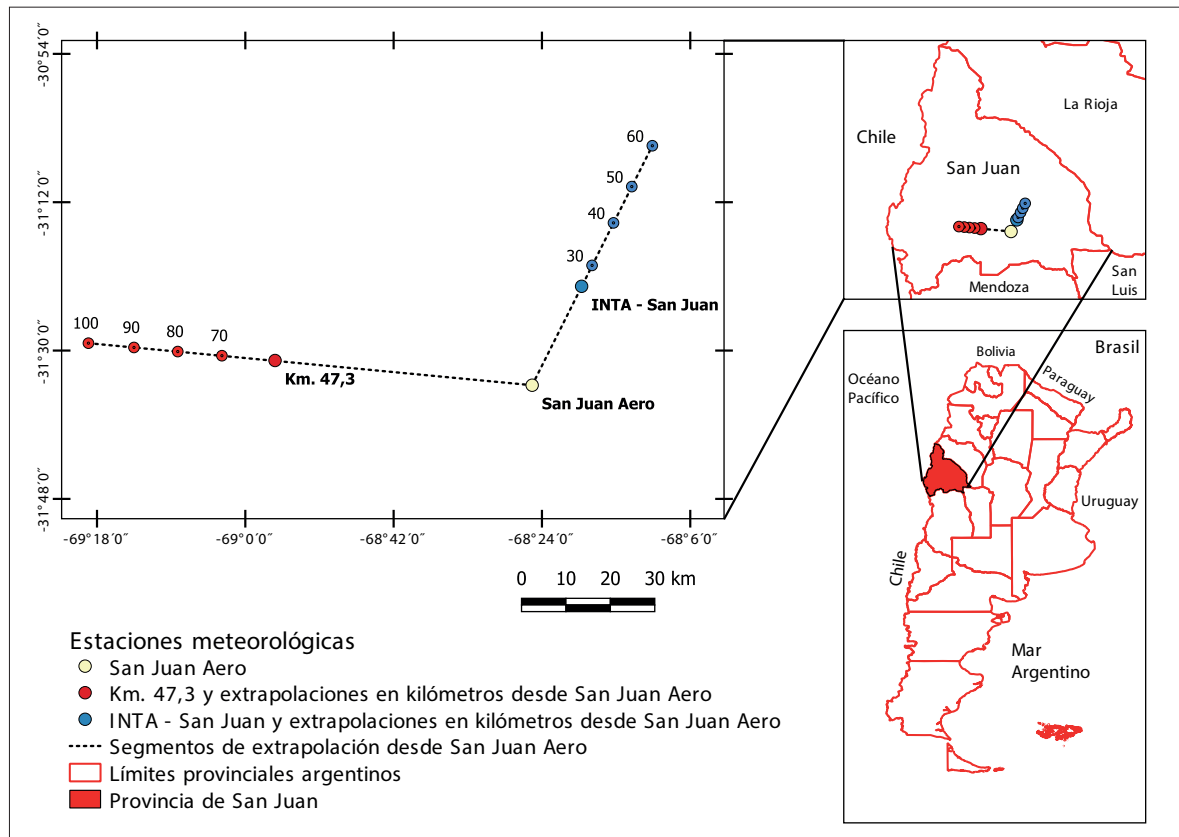 -30°54´0˝
-31°12´0˝
-31°30´0˝
-31°48´0˝
60
50
40
30
INTA - San Juan
100
90
80
70
Km. 47,3
San Juan Aero
-69°18´0˝
-69°0´0˝
-68°42´0˝
-68°24´0˝
-68°6´0˝
0 10 20 30 km
Estaciones meteorológicas
San Juan Aero
Km. 47,3 y extrapolaciones en kilómetros desde San Juan Aero
INTA - San Juan y extrapolaciones en kilómetros desde San Juan Aero
Segmentos de extrapolación desde San Juan Aero
Límites provinciales argentinos
Provincia de San Juan
La Rioja
Chile
San Juan
Mendoza
San
Luis
Brasil
Bolivia
Paraguay
Océano
Pacífico
Uruguay
Chile
Mar
Argentino